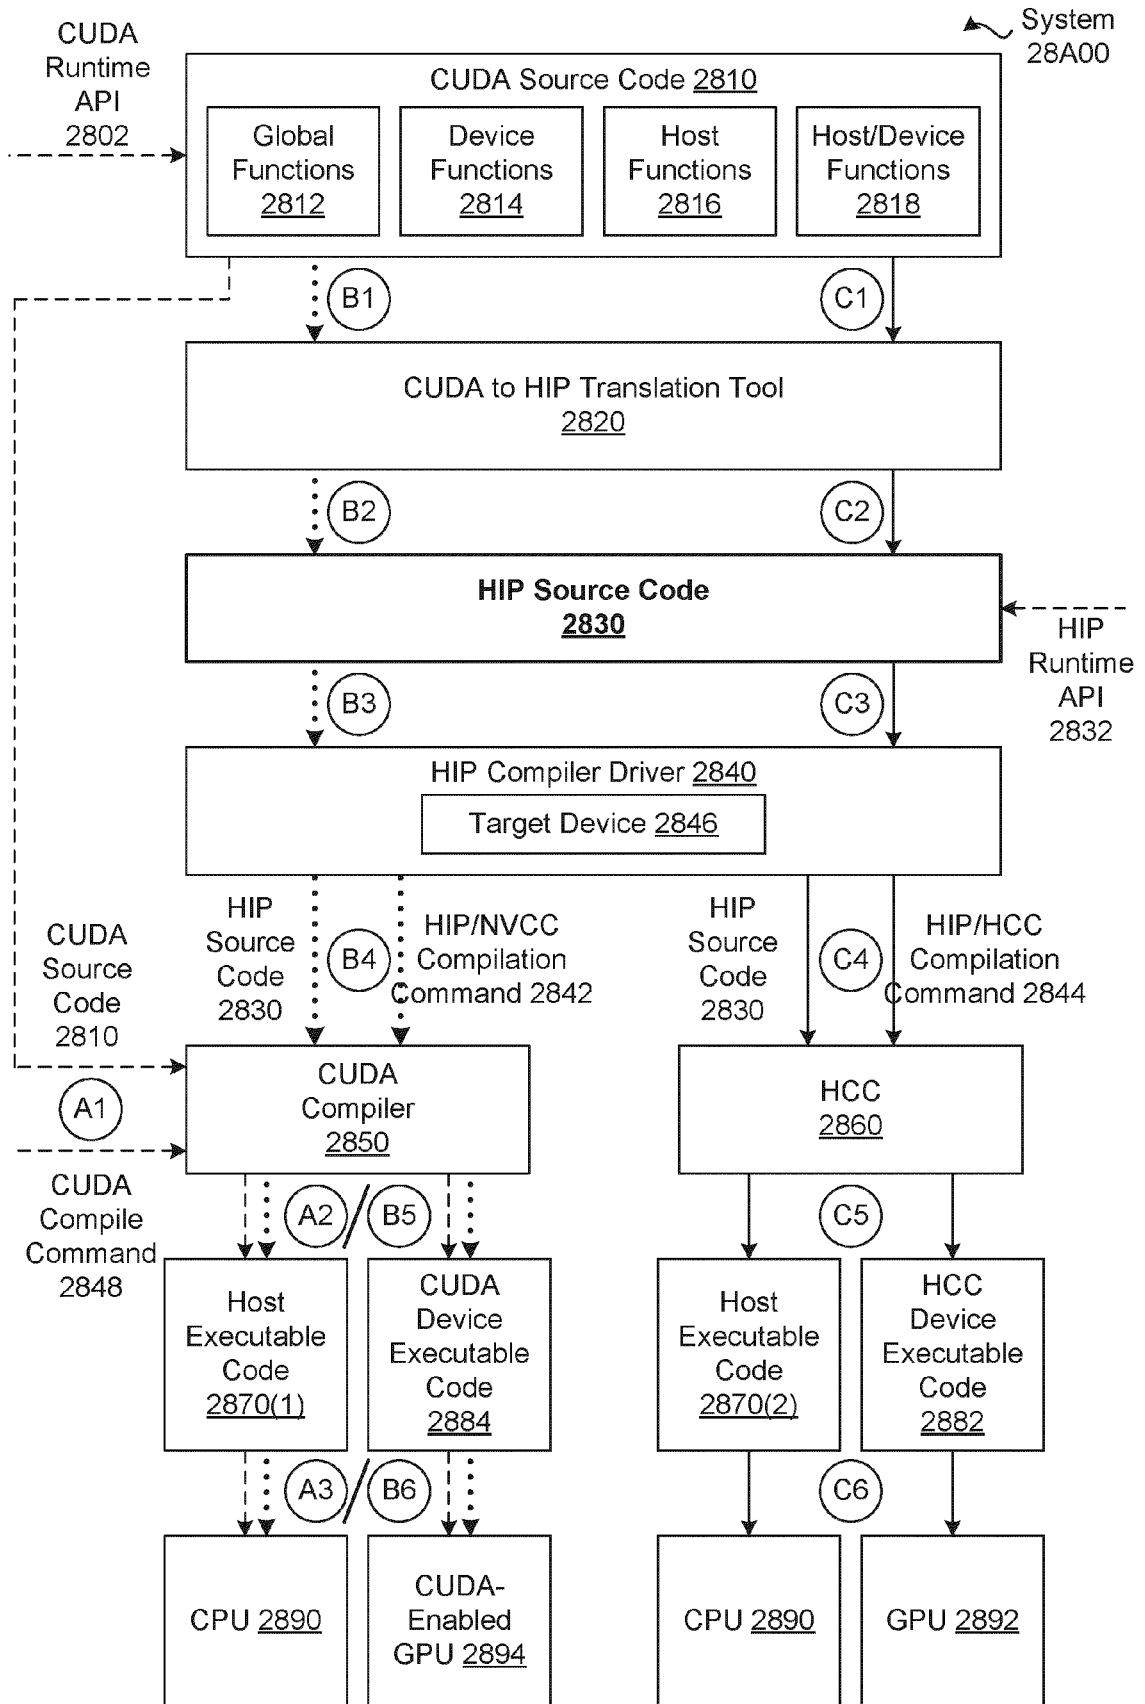 System
28A00
CUDA
Runtime
API
2802
CUDA Source Code 2810
Global
Functions
2812
Device
Functions
2814
Host
Functions
2816
Host/Device
Functions
2818
B1
C1
CUDA to HIP Translation Tool
2820
B2
C2
HIP Source Code
2830
HIP
Runtime
API
2832
B3
C3
HIP Compiler Driver 2840
Target Device 2846
CUDA
Source
Code
2810
HIP
Source
Code
2830
B4
HIP/NVCC
Compilation
Command 2842
HIP
Source
Code
2830
C4
HIP/HCC
Compilation
Command 2844
A1
CUDA
Compiler
2850
HCC
2860
CUDA
Compile
Command
2848
A2/B5
C5
Host
Executable
Code
2870(1)
CUDA
Device
Executable
Code
2884
Host
Executable
Code
2870(2)
HCC
Device
Executable
Code
2882
A3/B6
C6
CPU 2890
CUDA-
Enabled
GPU 2894
CPU 2890
GPU 2892